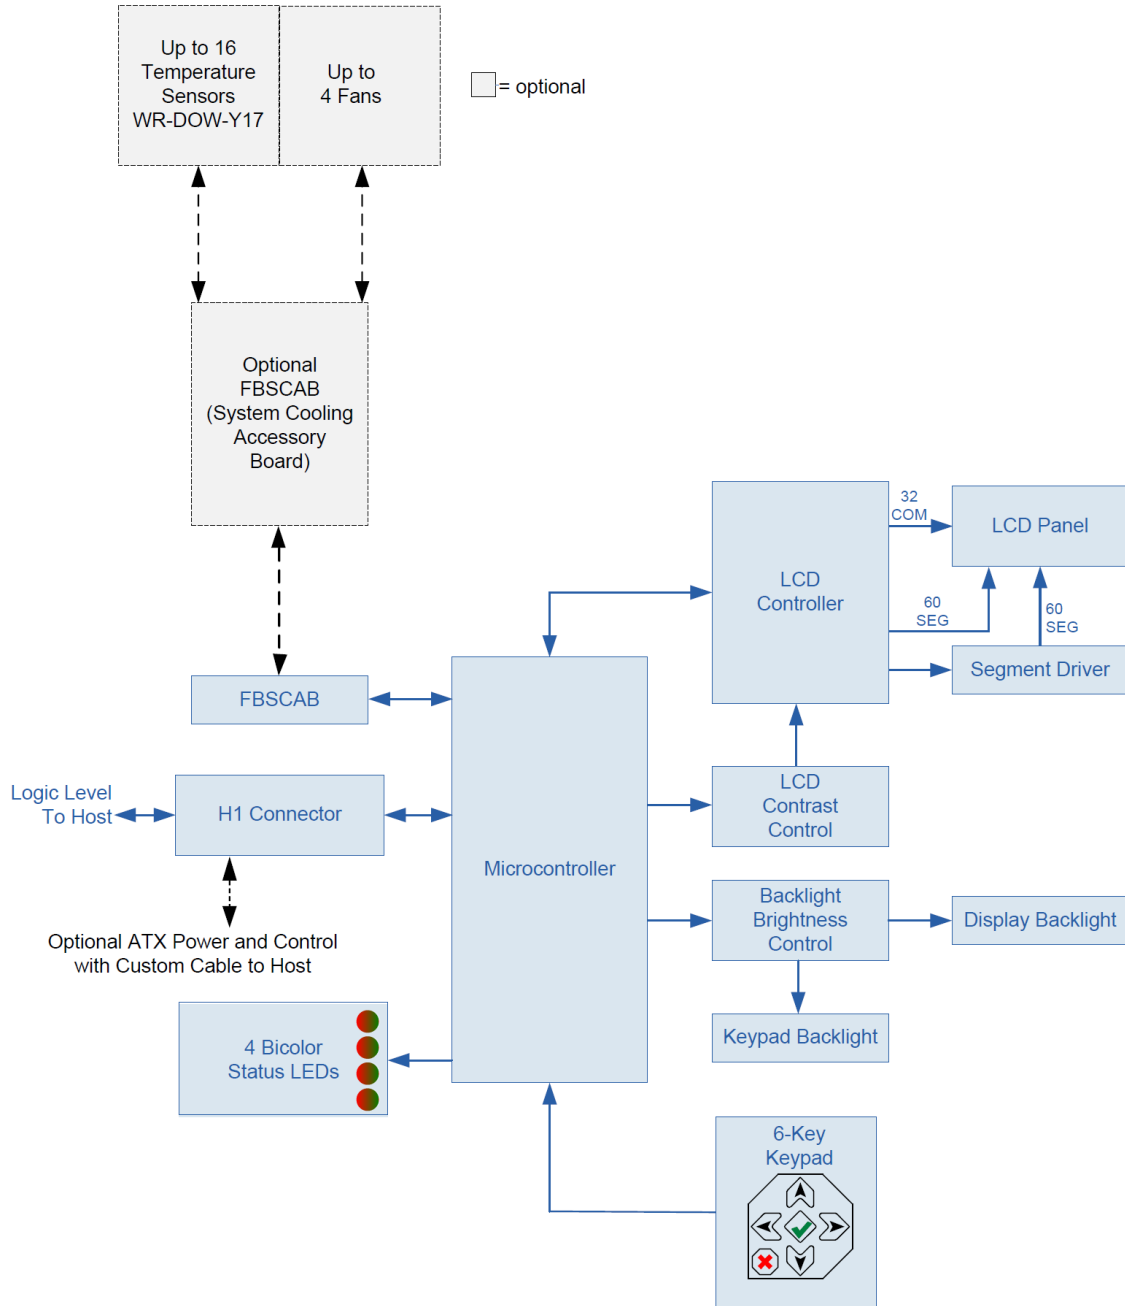 Up to 16
Temperature
Sensors
WR-DOW-Y17
Up to
4 Fans
= optional
Optional
FBSCAB
(System Cooling
Accessory
Board)
32
COM
LCD Panel
LCD
Controller
60
SEG
60
SEG
Segment Driver
FBSCAB
Logic Level
To Host
H1 Connector
LCD
Contrast
Control
Microcontroller
Backlight
Brightness
Control
Display Backlight
Optional ATX Power and Control
with Custom Cable to Host
Keypad Backlight
4 Bicolor
Status LEDs
6-Key
Keypad